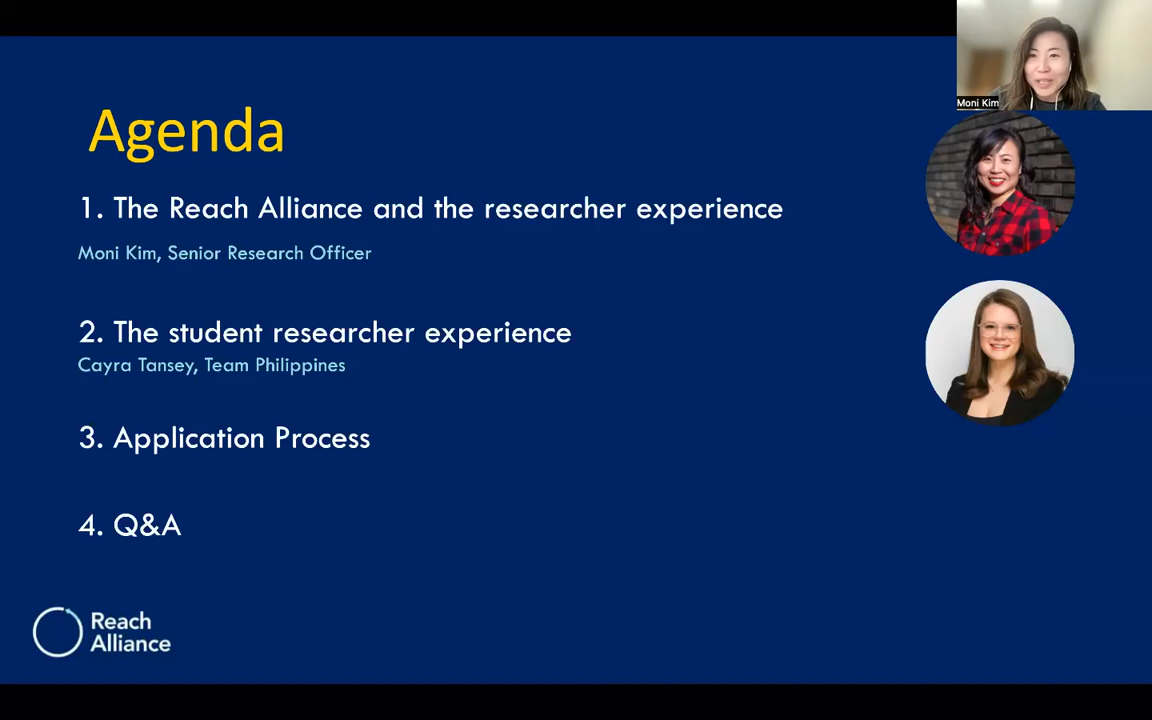 Moni Kim
Agenda
1. The Reach Alliance and the researcher experience
Moni Kim, Senior Research Officer
2. The student researcher experience
Cayra Tansey, Team Philippines
3. Application Process
4. Q&A
Reach
Alliance